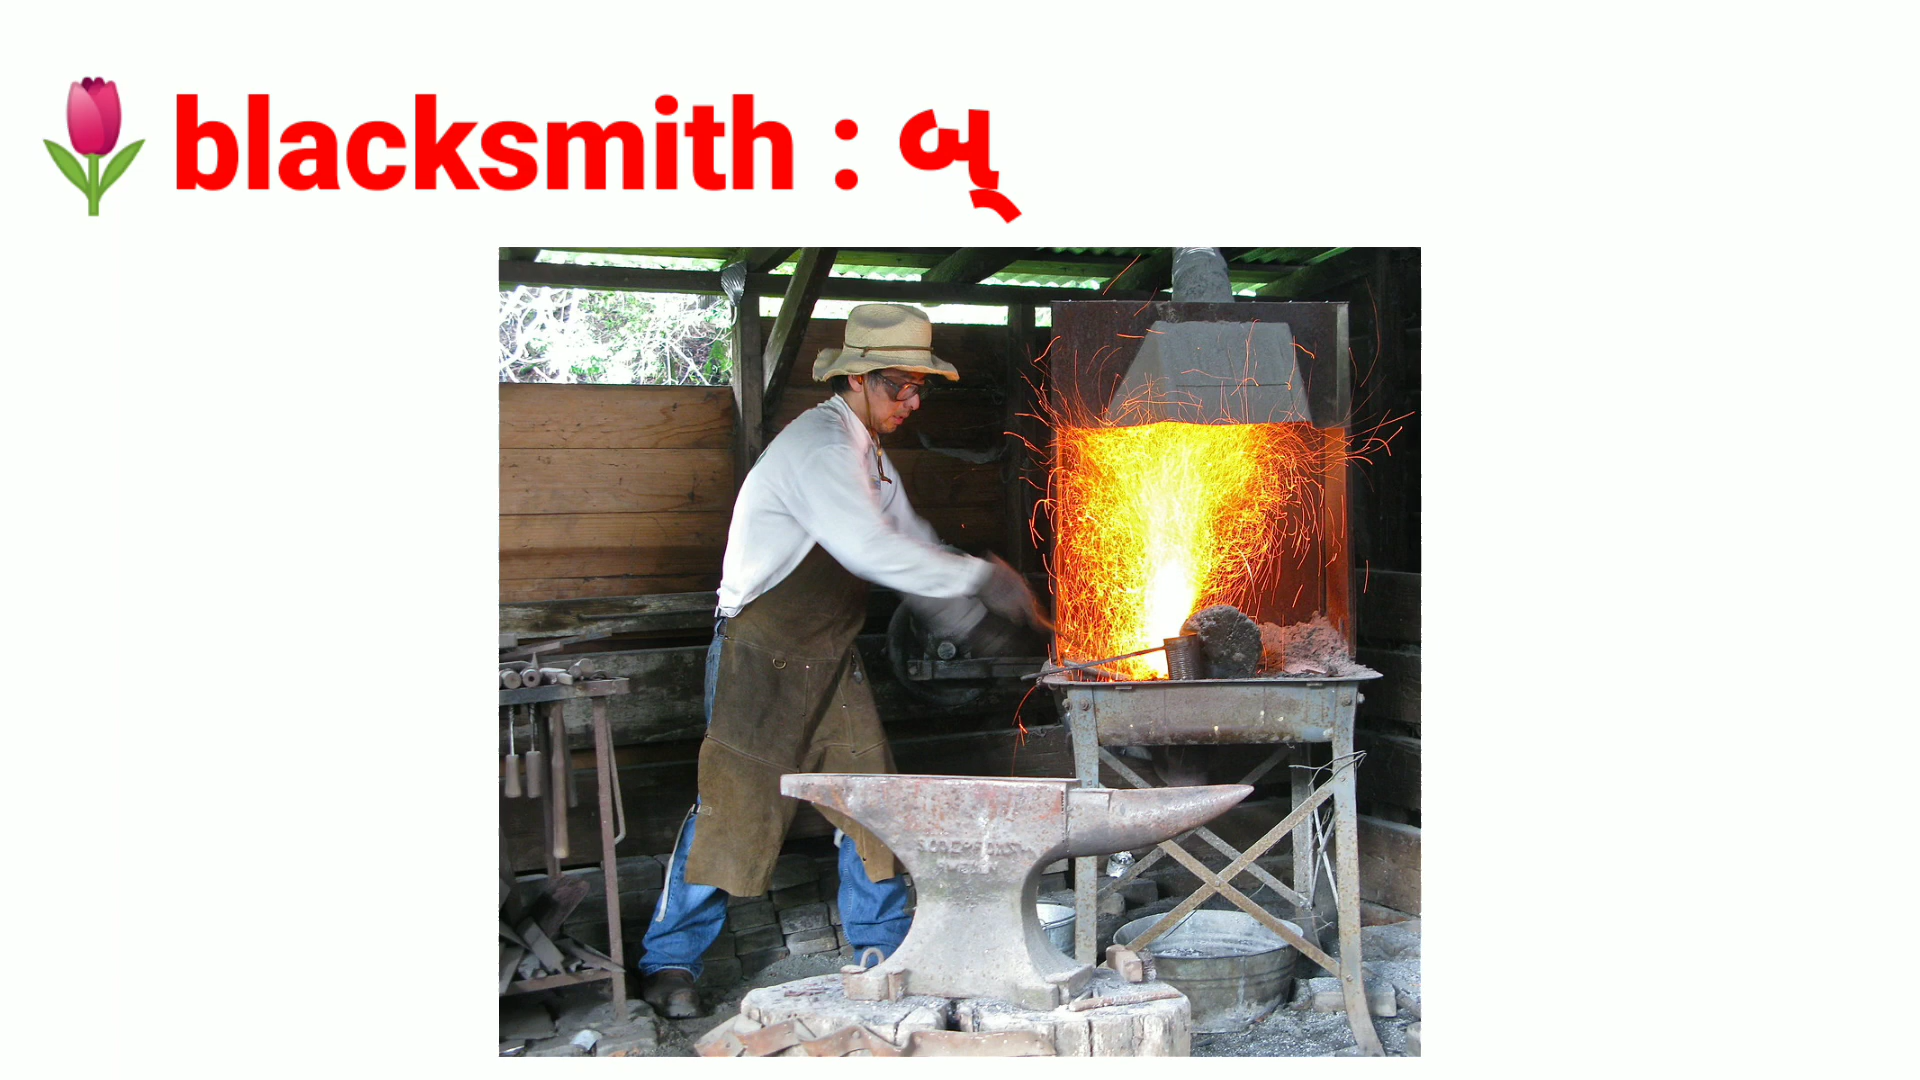 🌷 blacksmith : બ્